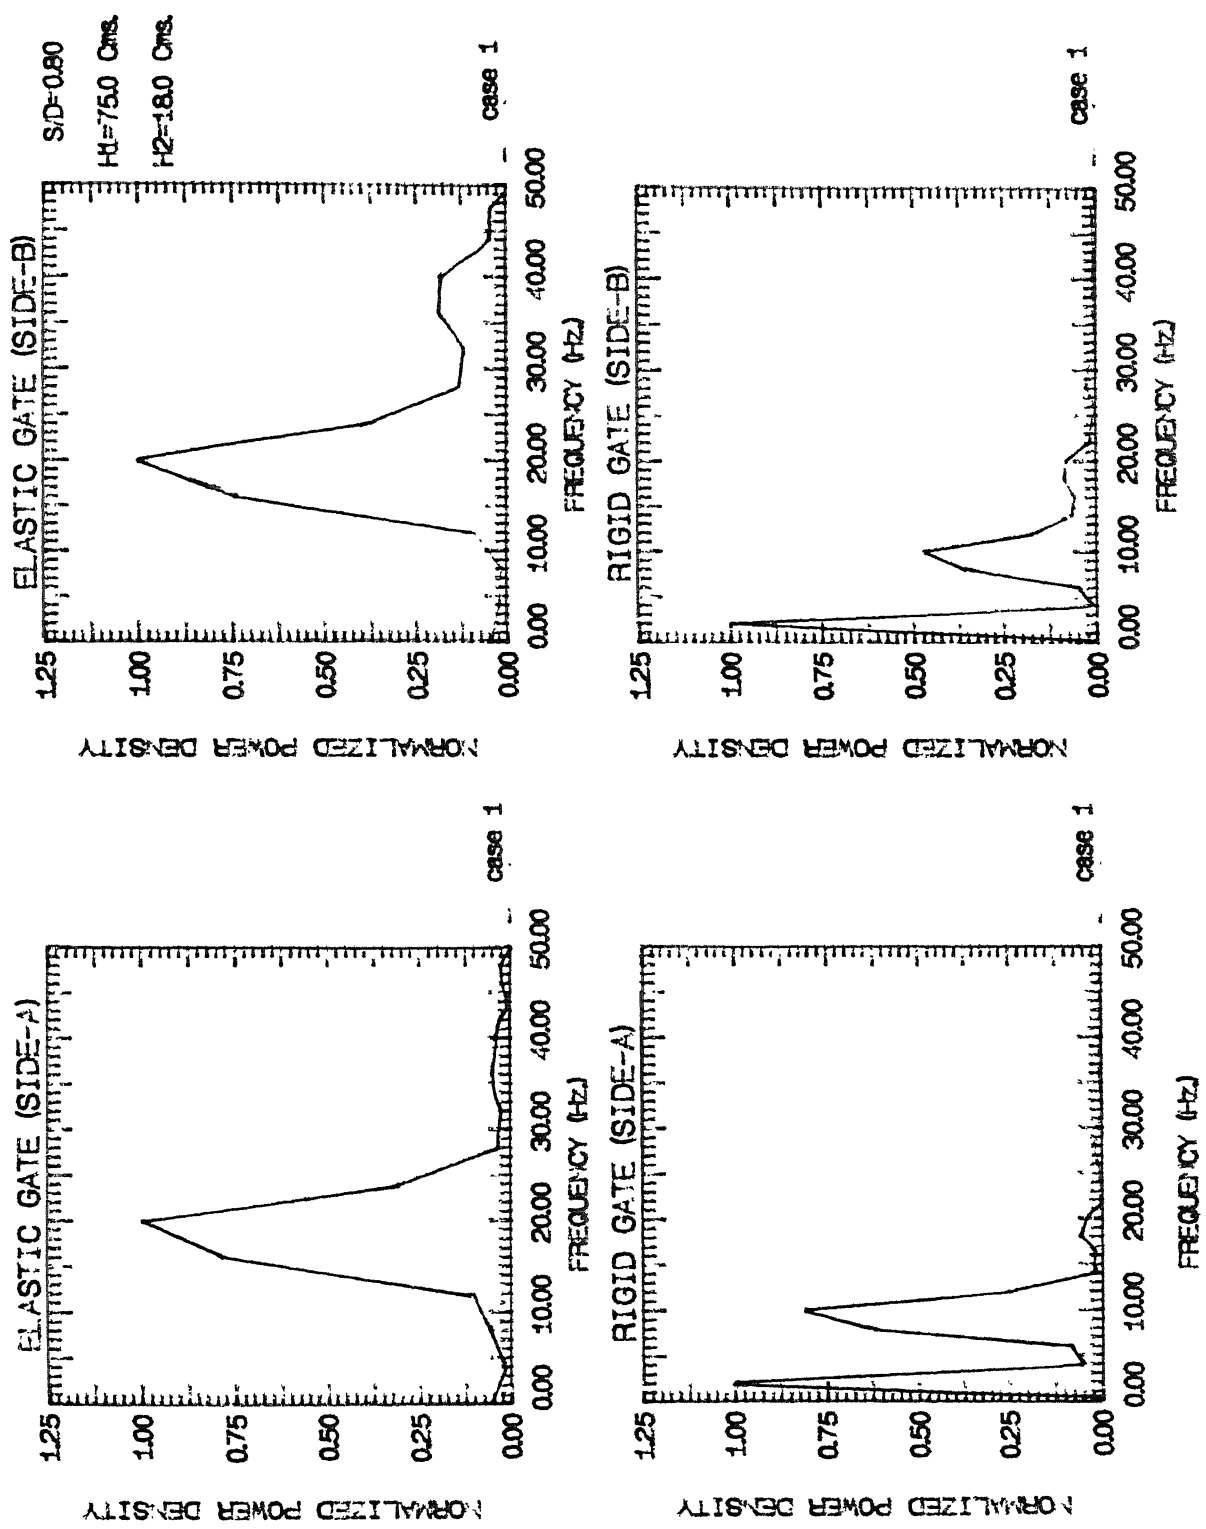 S/D=0.80
H1=75.0 Cms.
H2=18.0 Cms.
ELASTIC GATE (SIDE-A)
NORMALIZED POWER DENSITY
1.25
1.00
0.75
0.50
0.25
0.00
0.00 10.00 20.00 30.00 40.00 50.00
FREQUENCY (Hz.)
case 1
ELASTIC GATE (SIDE-B)
NORMALIZED POWER DENSITY
1.25
1.00
0.75
0.50
0.25
0.00
0.00 10.00 20.00 30.00 40.00 50.00
FREQUENCY (Hz.)
case 1
RIGID GATE (SIDE-A)
NORMALIZED POWER DENSITY
1.25
1.00
0.75
0.50
0.25
0.00
0.00 10.00 20.00 30.00 40.00 50.00
FREQUENCY (Hz.)
case 1
RIGID GATE (SIDE-B)
NORMALIZED POWER DENSITY
1.25
1.00
0.75
0.50
0.25
0.00
0.00 10.00 20.00 30.00 40.00 50.00
FREQUENCY (Hz.)
case 1